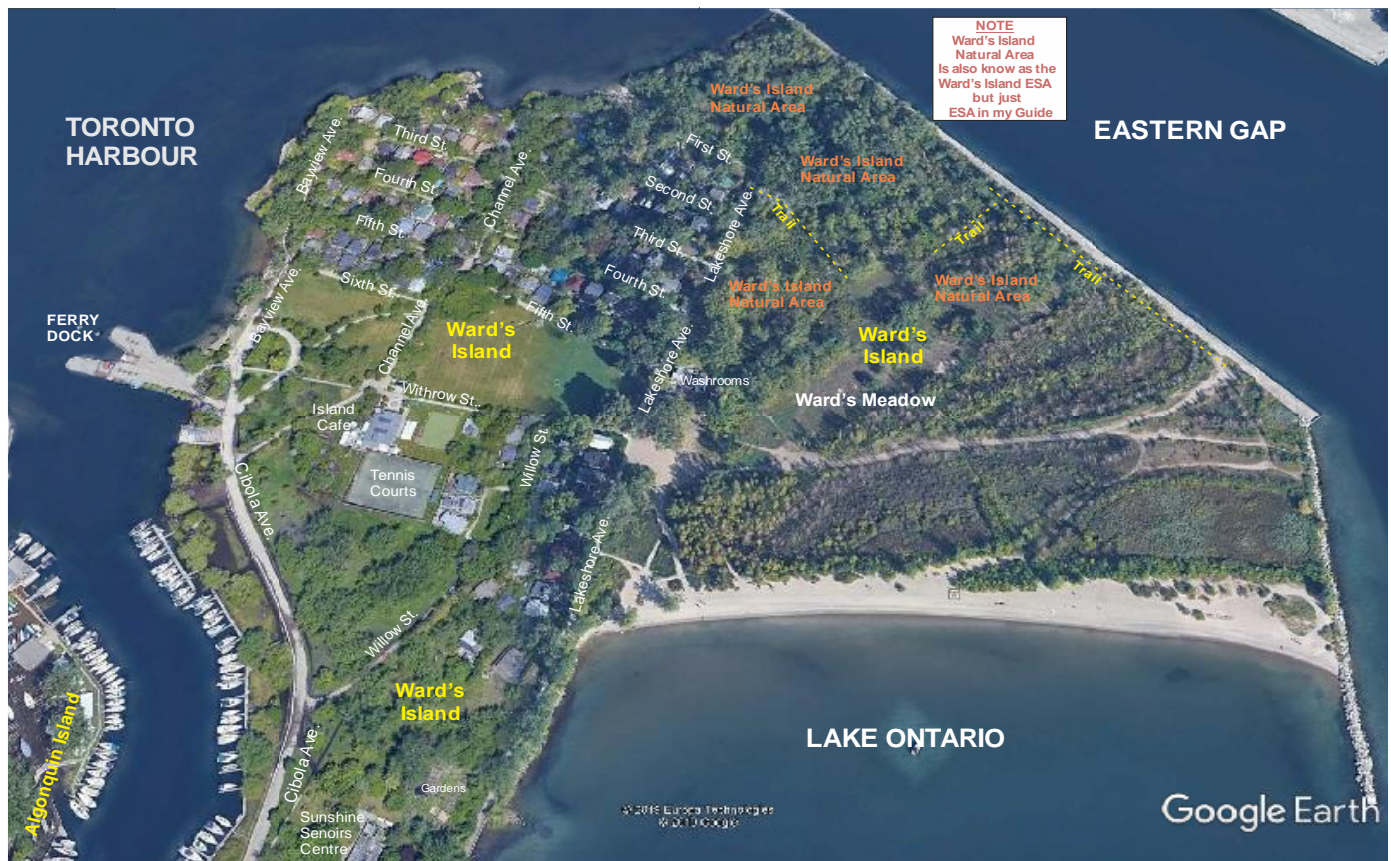 NOTE
Ward's Island
Natural Area
Is also know as the
Ward's Island ESA
but just
ESA in my Guide
TORONTO
HARBOUR
EASTERN GAP
Ward's Island
Natural Area
Bayview Ave.
Third St.
Channel Ave.
First St.
Ward's Island
Natural Area
Fourth St.
Second St.
Lakeshore Ave.
Trail
Fifth St.
Third St.
Trail
Sixth St.
Bayview Ave.
Fourth St.
Ward's Island
Natural Area
Ward's Island
Natural Area
Trail
FERRY
DOCK
Channel Ave.
Ward's
Island
Fifth St.
Lakeshore Ave.
Ward's
Island
Washrooms
Withrow St..
Ward's Meadow
Island
Cafe
Willow St.
Tennis
Courts
Cibola Ave.
Lakeshore Ave.
Willow St.
Ward's
Island
Algonquin Island
LAKE ONTARIO
Cibola Ave.
Gardens
Sunshine
Senoirs
Centre
© 2018 Europa Technologies
Google Earth